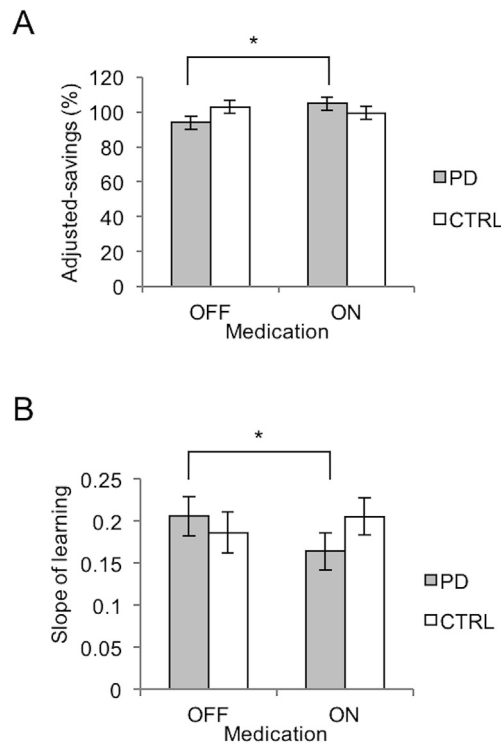 A
*
Adjusted-savings (%)
120
100
80
60
40
20
0
OFF
ON
Medication
PD
CTRL
B
*
Slope of learning
0.25
0.2
0.15
0.1
0.05
0
OFF
ON
Medication
PD
CTRL